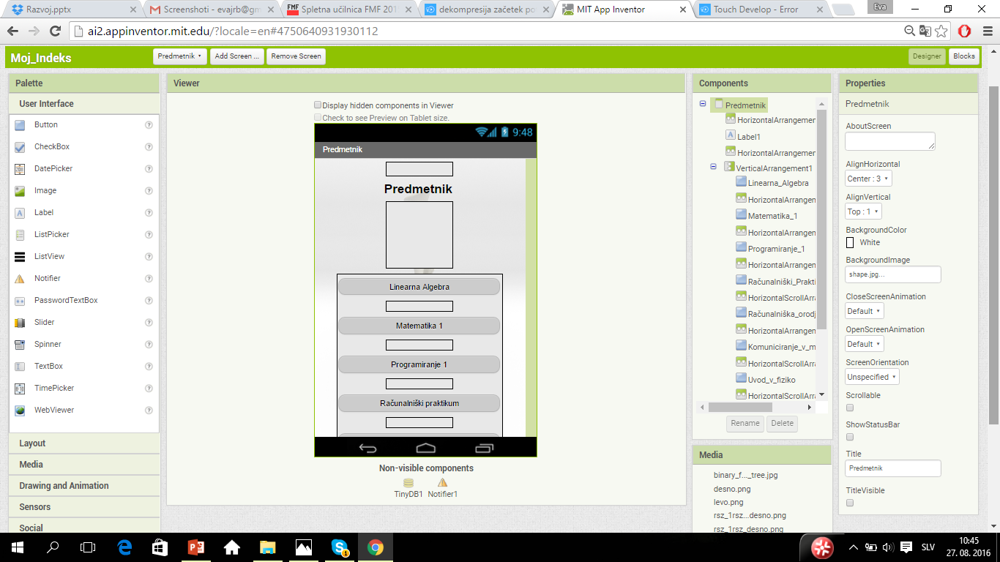 Razvoj.pptx
Screenshoti - evajrb@gm
Spletna učilnica FMF 201
dekompresija začetek po
MIT App Inventor
Touch Develop - Error
Eva
ai2.appinventor.mit.edu/?locale=en#4750640931930112
Moj_Indeks
Predmetnik
Add Screen ...
Remove Screen
Designer
Blocks
Palette
User Interface
Button
CheckBox
DatePicker
Image
Label
ListPicker
ListView
Notifier
PasswordTextBox
Slider
Spinner
TextBox
TimePicker
WebViewer
Layout
Media
Drawing and Animation
Sensors
Social
Viewer
Display hidden components in Viewer
Check to see Preview on Tablet size.
9:48
Predmetnik
Predmetnik
Linearna Algebra
Matematika 1
Programiranje 1
Računalniški praktikum
Non-visible components
TinyDB1 Notifier1
Components
Predmetnik
HorizontalArrangemen
Label1
HorizontalArrangemen
VerticalArrangement1
Linearna_Algebra
HorizontalArrangen
Matematika_1
HorizontalArrangen
Programiranje_1
HorizontalArrangen
Računalniški_Prakti
HorizontalScrollArra
Računalniška_orodj
HorizontalArrangen
Komuniciranje_v_m
HorizontalScrollArra
Uvod_v_fiziko
HorizontalScrollArra
Rename Delete
Media
binary_f..._tree.jpg
desno.png
levo.png
rsz_1rsz...desno.png
rsz_1rsz_desno.png
Properties
Predmetnik
AboutScreen
AlignHorizontal
Center : 3
AlignVertical
Top : 1
BackgroundColor
White
BackgroundImage
shape.jpg...
CloseScreenAnimation
Default
OpenScreenAnimation
Default
ScreenOrientation
Unspecified
Scrollable
ShowStatusBar
Title
Predmetnik
TitleVisible
SLV
10:45
27. 08. 2016